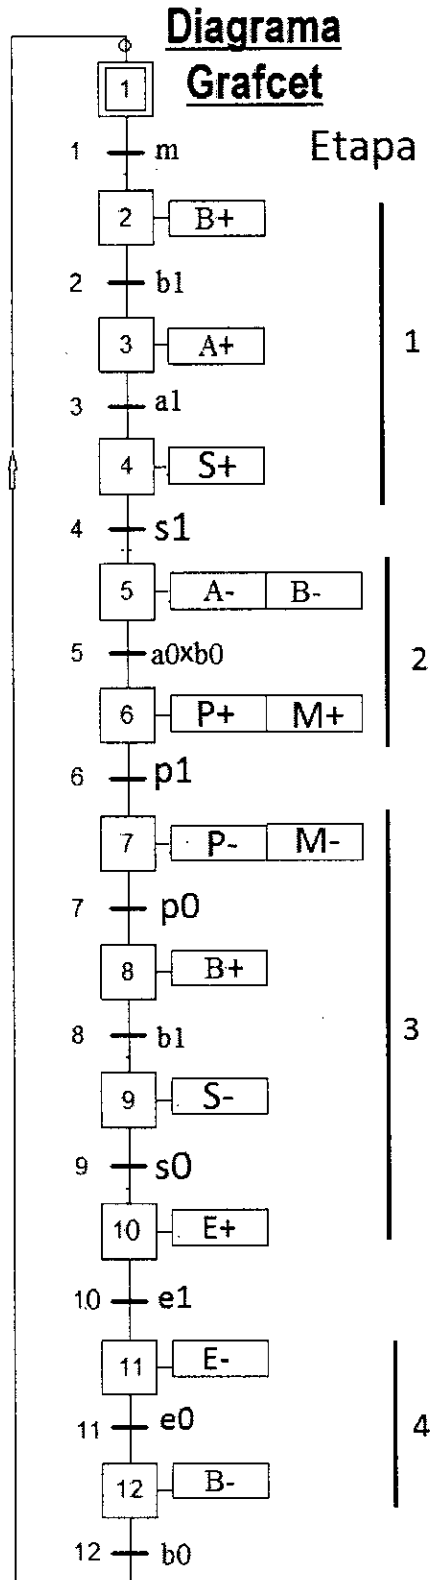 Diagrama
Grafcet
1
Etapa
1 m
2 B+
2 b1
3 A+
1
3 a1
4 S+
4 s1
5 A- B-
2
5 a0xb0
6 P+ M+
6 p1
7 P- M-
7 p0
8 B+
3
8 b1
9 S-
9 s0
10 E+
10 e1
11 E-
11 e0
4
12 B-
12 b0